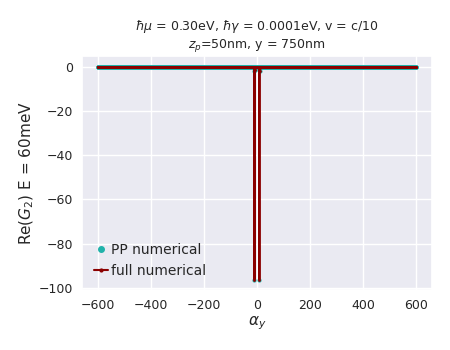 ℏμ = 0.30eV, ℏγ = 0.0001eV, v = c/10
z_p=50nm, y = 750nm
Re(G₂) E = 60meV
0
−20
−40
−60
−80
−100
PP numerical
full numerical
−600 −400 −200 0 200 400 600
α_y